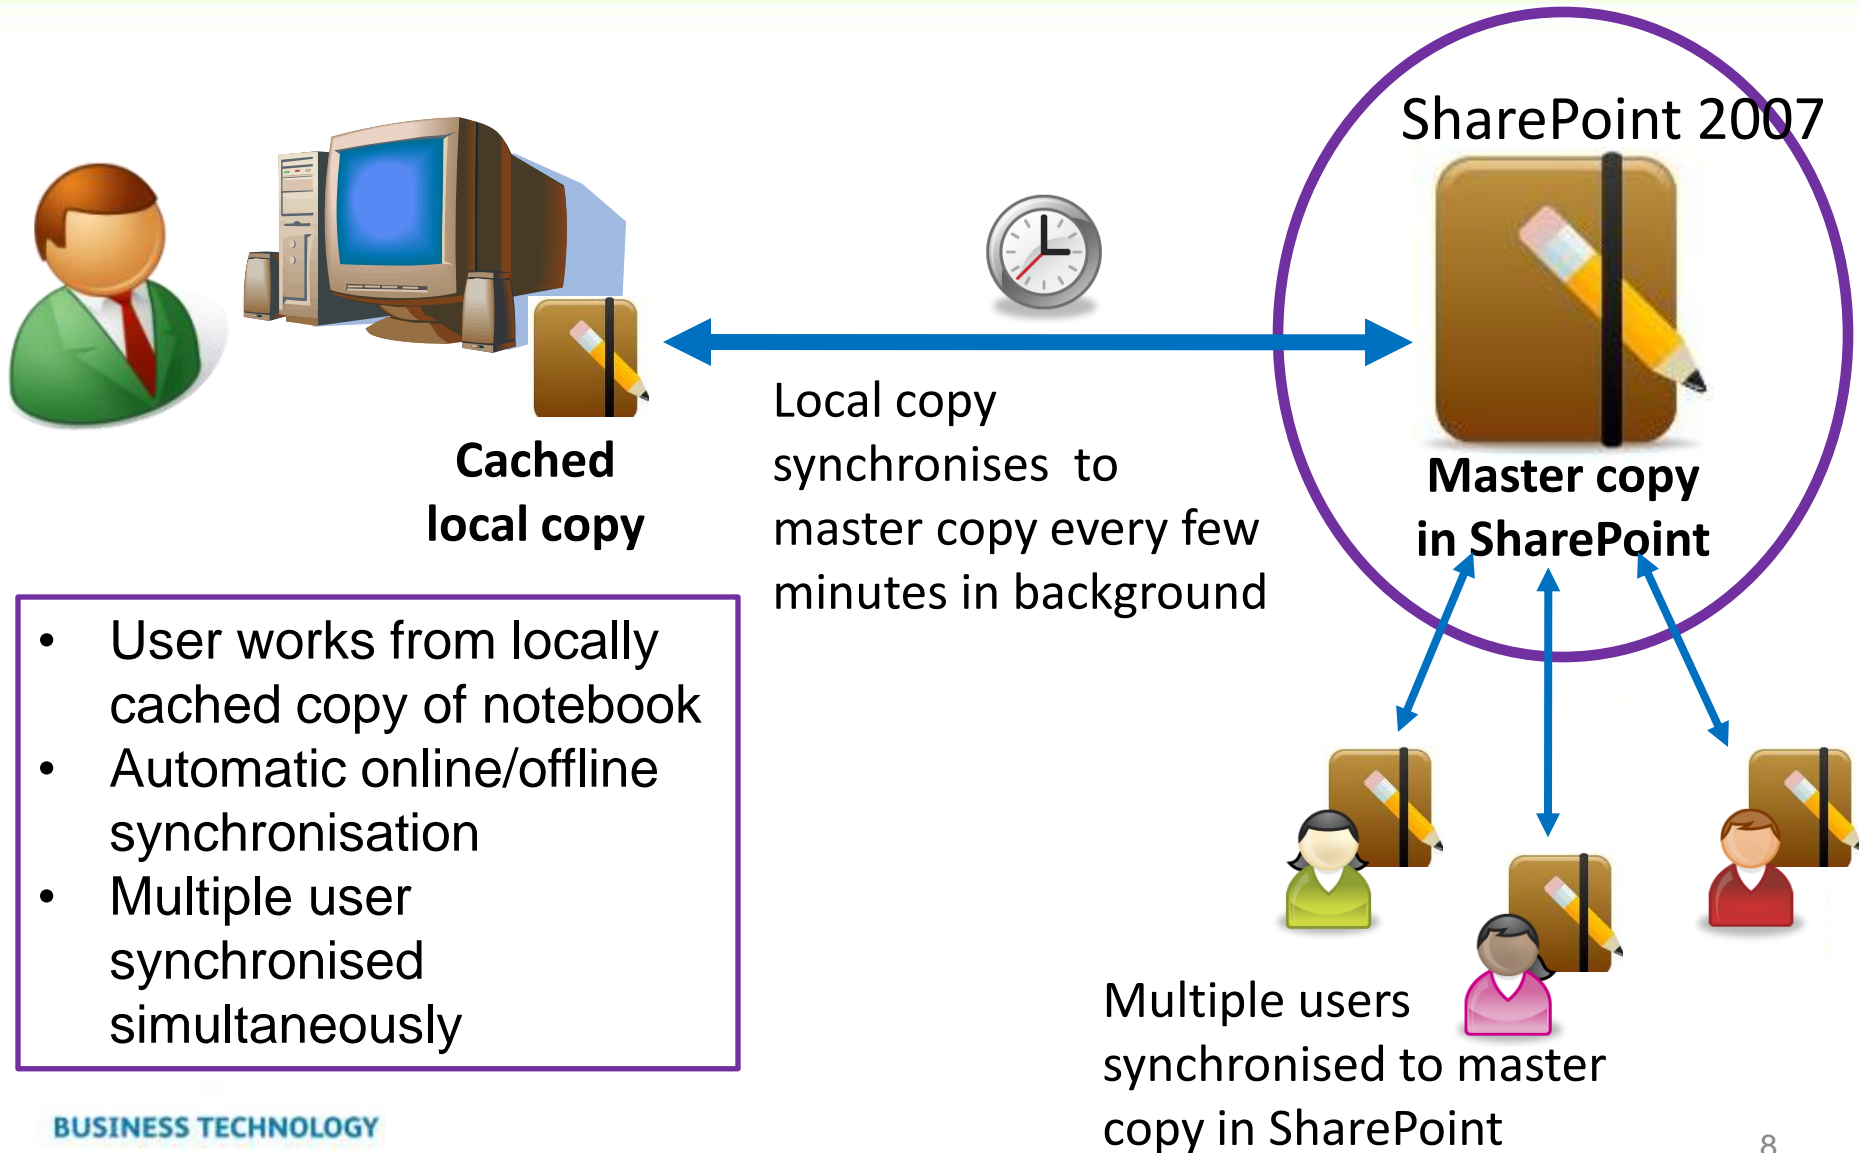 SharePoint 2007
Cached
local copy
Local copy
synchronises  to
master copy every few
minutes in background
Master copy
in SharePoint
• User works from locally
cached copy of notebook
• Automatic online/offline
synchronisation
• Multiple user
synchronised
simultaneously
Multiple users
synchronised to master
copy in SharePoint
BUSINESS TECHNOLOGY
8